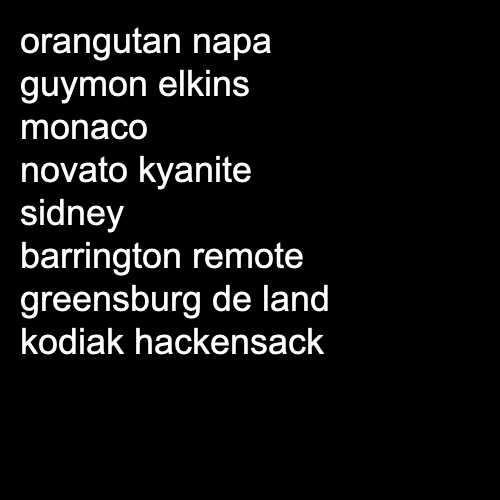 orangutan napa
guymon elkins
monaco
novato kyanite
sidney
barrington remote
greensburg de land
kodiak hackensack